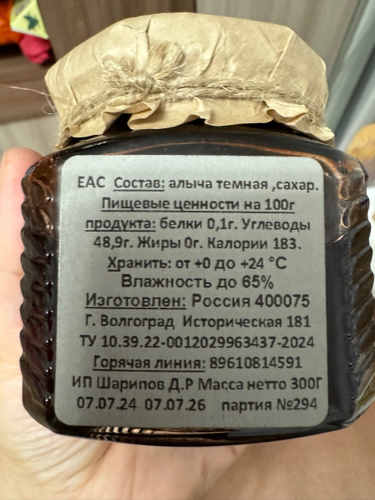 ЕАС Состав: алыча темная ,сахар.
Пищевые ценности на 100г
продукта: белки 0,1г. Углеводы
48,9г. Жиры 0г. Калории 183.
Хранить: от +0 до +24 °С
Влажность до 65%
Изготовлен: Россия 400075
Г. Волгоград Историческая 181
ТУ 10.39.22-0012029963437-2024
Горячая линия: 89610814591
ИП Шарипов Д.Р Масса нетто 300Г
07.07.24 07.07.26 партия №294